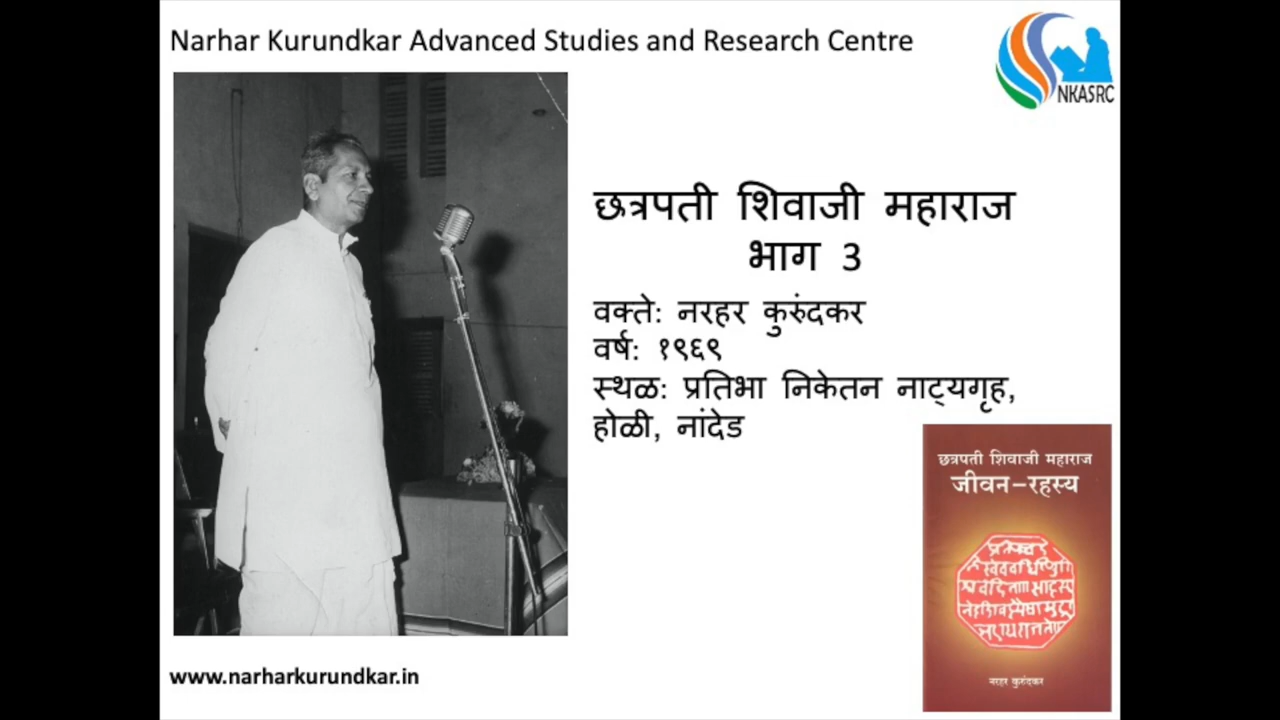 Narhar Kurundkar Advanced Studies and Research Centre
NKASRC
छत्रपती शिवाजी महाराज
भाग 3
वक्ते: नरहर कुरुंदकर
वर्ष: १९६९
स्थळ: प्रतिभा निकेतन नाट्यगृह,
होळी, नांदेड
छत्रपती शिवाजी महाराज
जीवन-रहस्य
नरहर कुरुंदकर
www.narharkurundkar.in